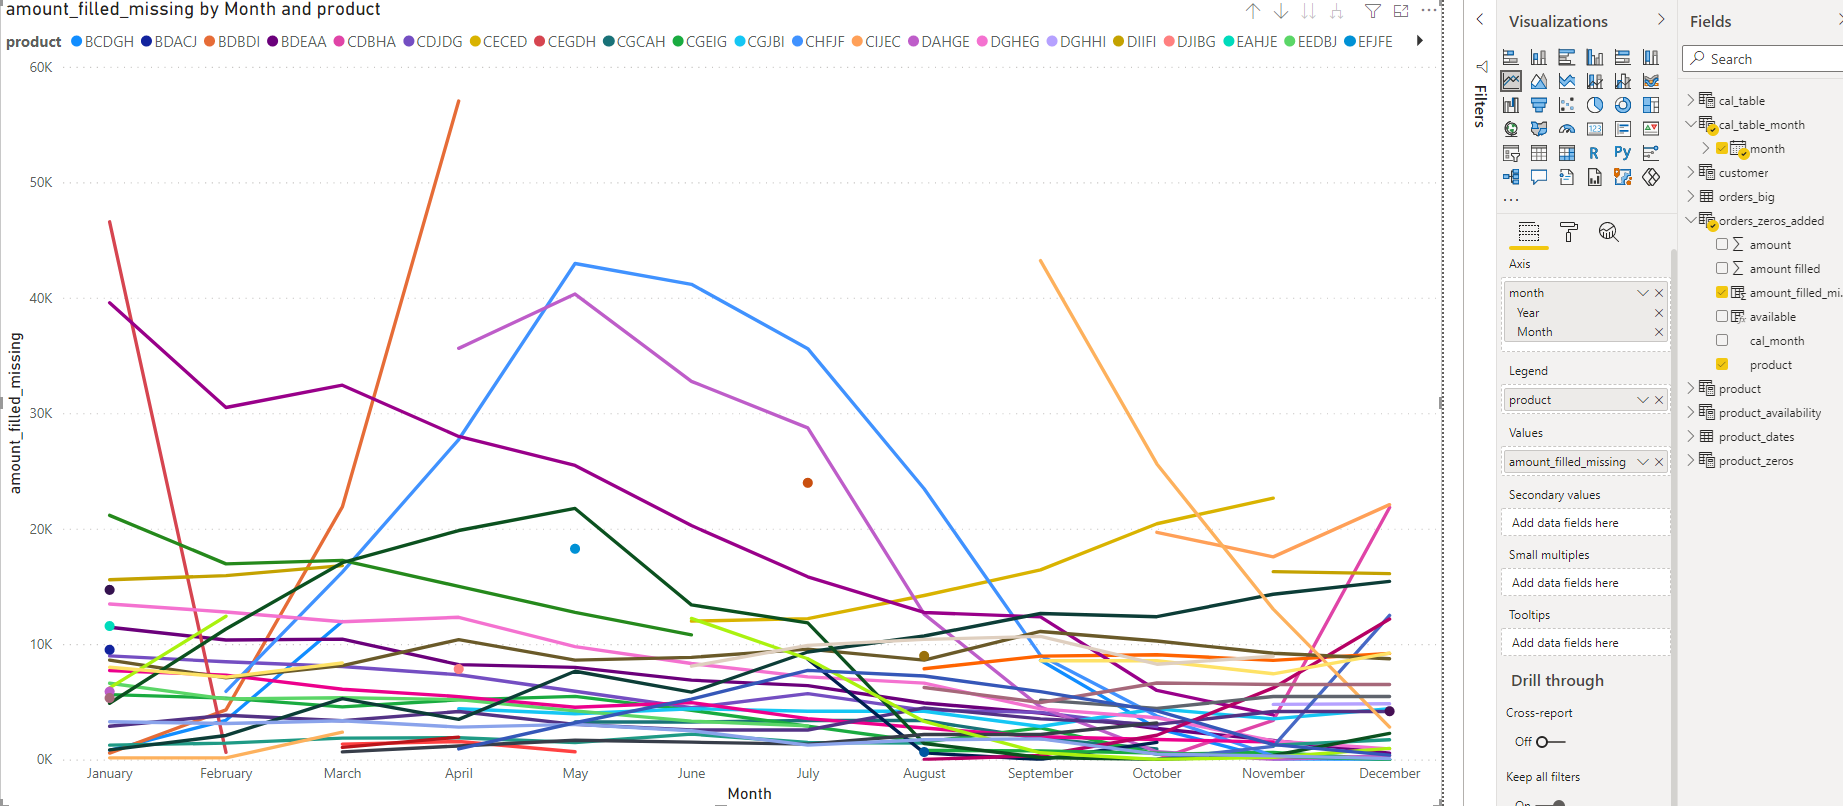 amount_filled_missing by Month and product
product BCDGH BDACJ BDBDI BDEAA CDBHA CDJDG CECED CEGDH CGCAH CGEIG CGJBI CHFJF CIJEC DAHGE DGHEG DGHHI DIIFI DJIBG EAHJE EEDBJ EFJFE
60K
50K
40K
30K
20K
10K
0K
amount_filled_missing
January February March April May June July August September October November December
Month
Filters
Visualizations
R Py
...
Axis
month
Year
Month
Legend
product
Values
amount_filled_missing
Secondary values
Add data fields here
Small multiples
Add data fields here
Tooltips
Add data fields here
Drill through
Cross-report
Off
Keep all filters
On
Fields
Search
cal_table
cal_table_month
month
customer
orders_big
orders_zeros_added
amount
amount filled
amount_filled_mi...
available
cal_month
product
product
product_availability
product_dates
product_zeros